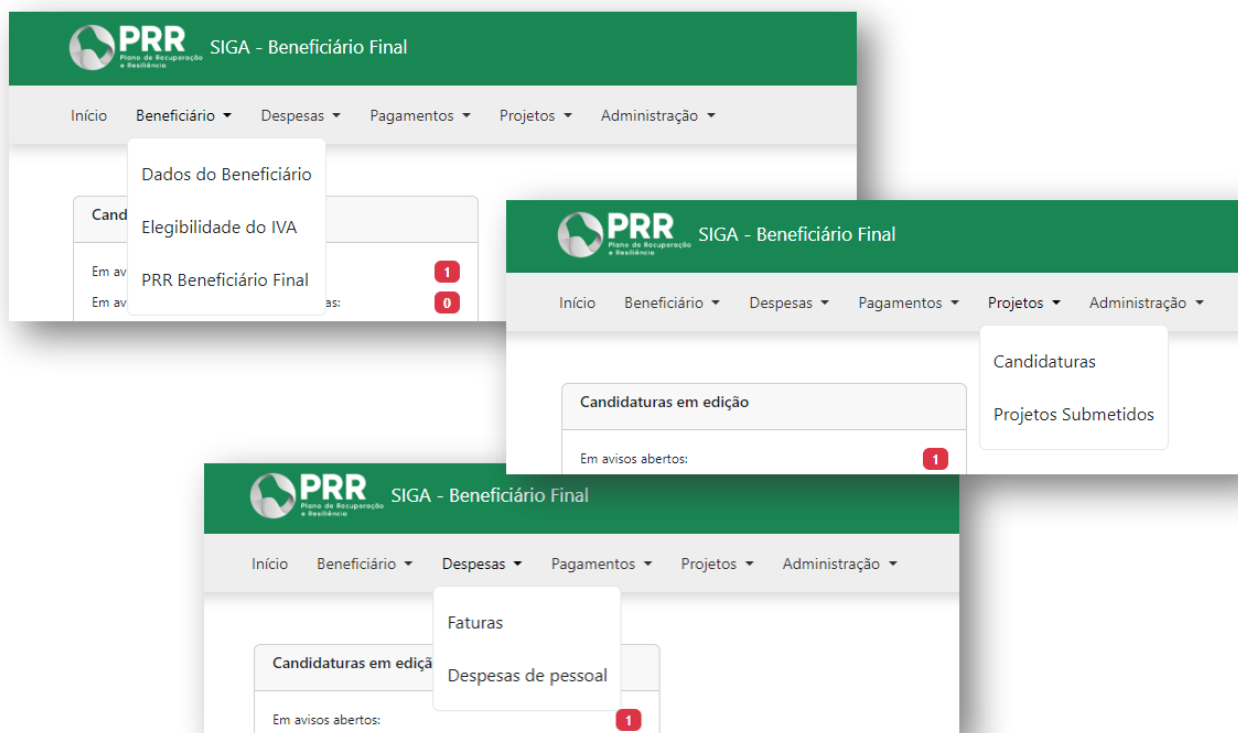 PRR
Plano de Recuperação
e Resiliência
SIGA - Beneficiário Final
Início Beneficiário Despesas Pagamentos Projetos Administração
Dados do Beneficiário
Elegibilidade do IVA
PRR Beneficiário Final
Cand
Em av 1
Em av as: 0
PRR
Plano de Recuperação
e Resiliência
SIGA - Beneficiário Final
Início Beneficiário Despesas Pagamentos Projetos Administração
Candidaturas
Projetos Submetidos
Candidaturas em edição
Em avisos abertos: 1
PRR
Plano de Recuperação
e Resiliência
SIGA - Beneficiário Final
Início Beneficiário Despesas Pagamentos Projetos Administração
Faturas
Despesas de pessoal
Candidaturas em ediçã
Em avisos abertos: 1